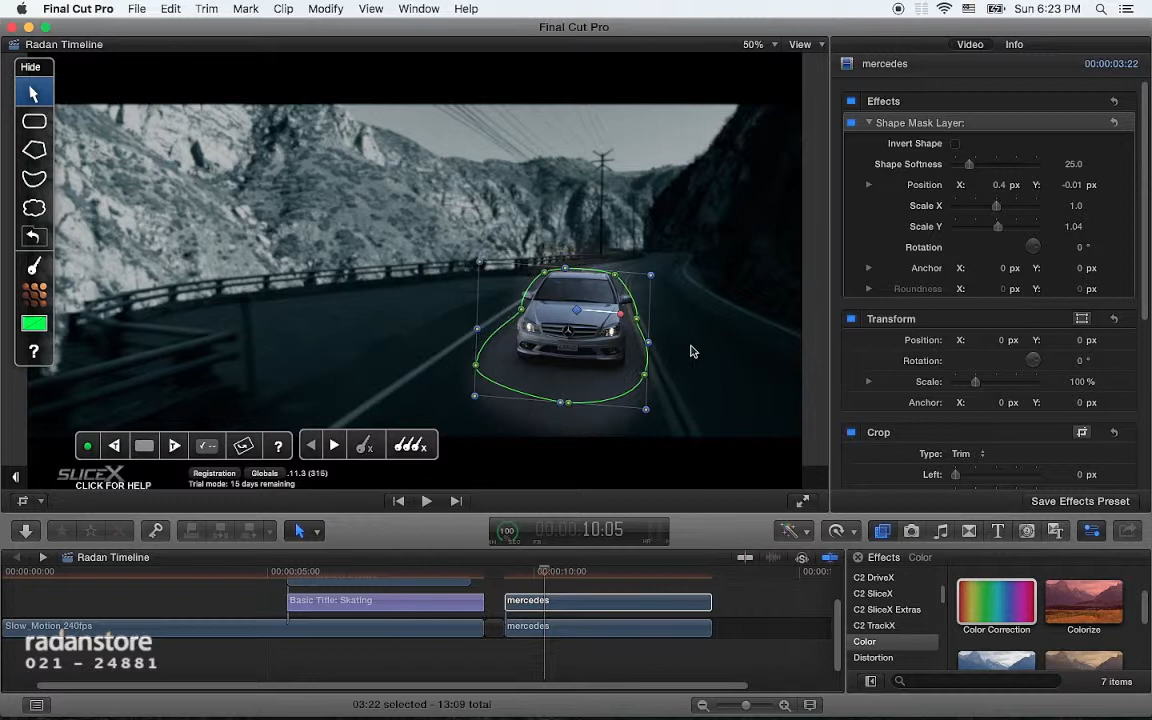 Final Cut Pro File Edit Trim Mark Clip Modify View Window Help Sun 6:23 PM
Final Cut Pro
Radan Timeline 50% View Video Info
Hide
mercedes 00:00:03:22
Effects
Shape Mask Layer:
Invert Shape
Shape Softness 25.0
Position X: 0.4 px Y: -0.01 px
Scale X 1.0
Scale Y 1.04
Rotation 0 °
Anchor X: 0 px Y: 0 px
Roundness X: 0 px Y: 0 px
Transform
Position: X: 0 px Y: 0 px
Rotation: 0 °
Scale: 100 %
Anchor: X: 0 px Y: 0 px
Crop
Type: Trim
Left: 0 px
?
?
SLICEX Registration Globals .11.3 (316)
CLICK FOR HELP Trial mode: 15 days remaining
Save Effects Preset
100 10:05
Radan Timeline
Effects Color
00:00:00:00 00:00:05:00 00:00:10:00 00:00:
C2 DriveX
C2 SliceX
C2 SliceX Extras
C2 TrackX
Color
Distortion
Basic Title: Skating mercedes
Slow_Motion_240fps mercedes
Color Correction Colorize
radanstore
021 - 24881
7 items
03:22 selected - 13:09 total